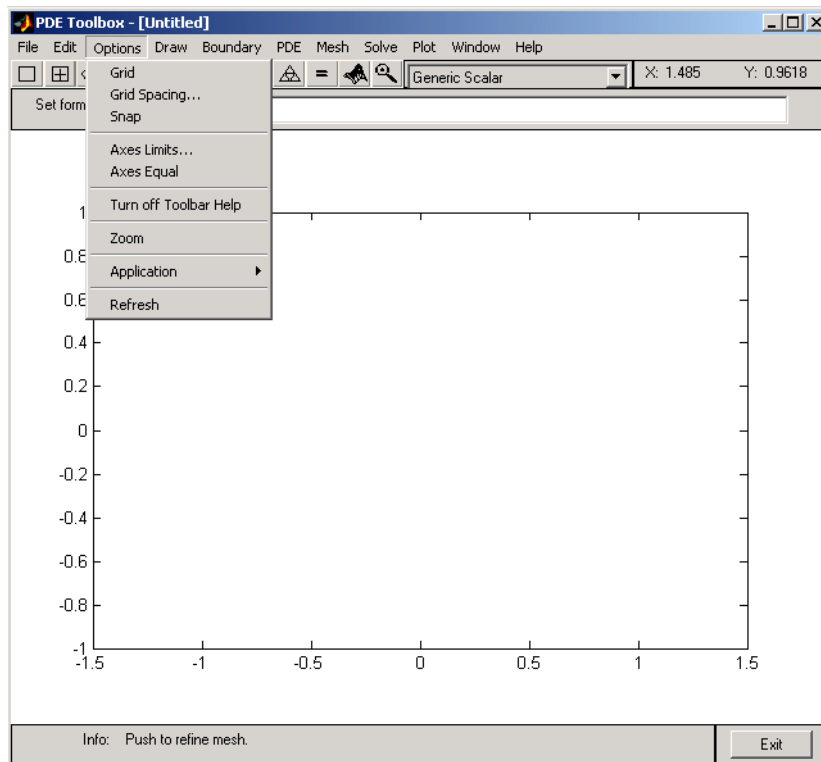 PDE Toolbox - [Untitled]
File Edit Options Draw Boundary PDE Mesh Solve Plot Window Help
= Generic Scalar X: 1.485 Y: 0.9618
Set form
Grid
Grid Spacing...
Snap
Axes Limits...
Axes Equal
Turn off Toolbar Help
Zoom
Application
Refresh
1
0.8
0.6
0.4
0.2
0
-0.2
-0.4
-0.6
-0.8
-1
-1.5 -1 -0.5 0 0.5 1 1.5
Info: Push to refine mesh.
Exit